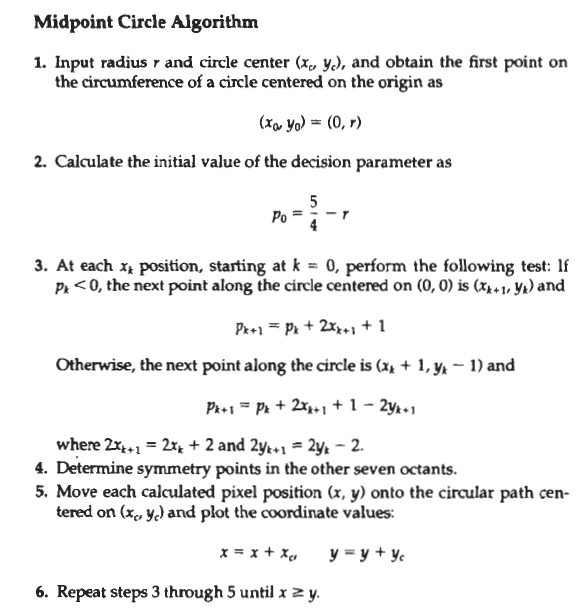 Midpoint Circle Algorithm
1. Input radius r and circle center (x_c, y_c), and obtain the first point on
the circumference of a circle centered on the origin as
(x_0, y_0) = (0, r)
2. Calculate the initial value of the decision parameter as
p_0 = 5/4 − r
3. At each x_k position, starting at k = 0, perform the following test: If
p_k < 0, the next point along the circle centered on (0, 0) is (x_{k+1}, y_k) and
p_{k+1} = p_k + 2x_{k+1} + 1
Otherwise, the next point along the circle is (x_k + 1, y_k − 1) and
p_{k+1} = p_k + 2x_{k+1} + 1 − 2y_{k+1}
where 2x_{k+1} = 2x_k + 2 and 2y_{k+1} = 2y_k − 2.
4. Determine symmetry points in the other seven octants.
5. Move each calculated pixel position (x, y) onto the circular path cen-
tered on (x_c, y_c) and plot the coordinate values:
x = x + x_c, y = y + y_c
6. Repeat steps 3 through 5 until x ≥ y.